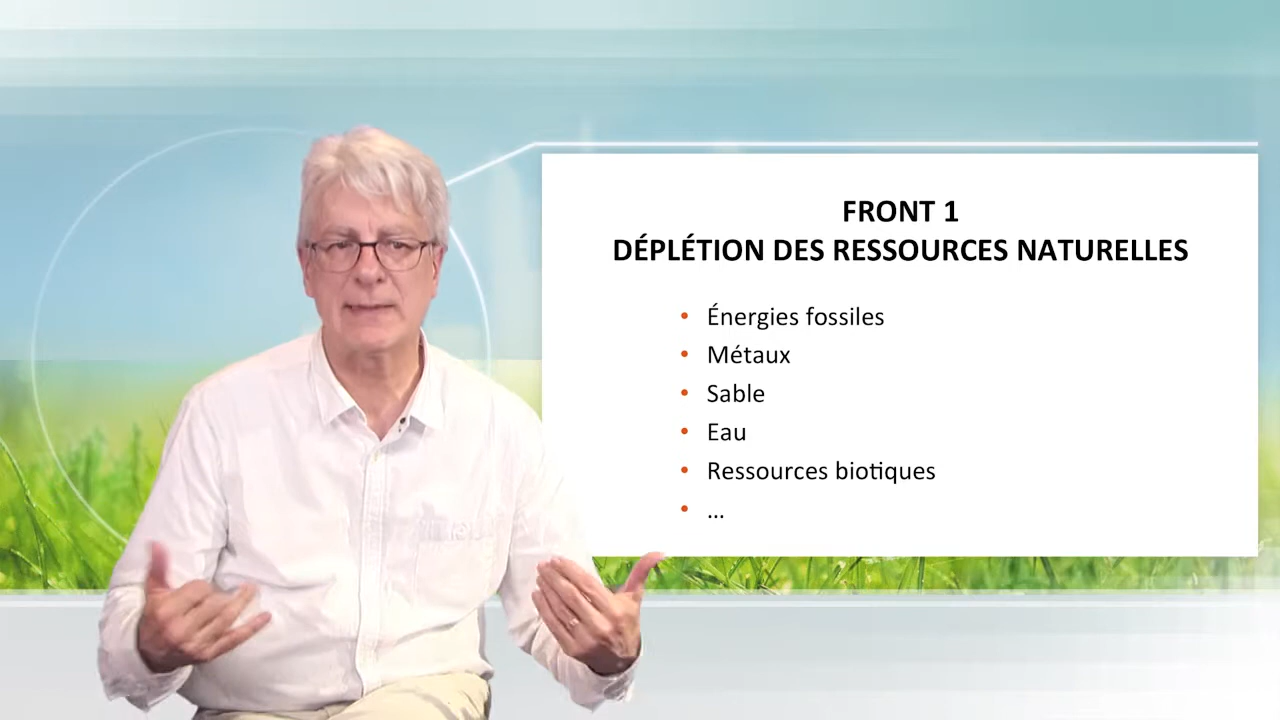 FRONT 1
DÉPLÉTION DES RESSOURCES NATURELLES
• Énergies fossiles
• Métaux
• Sable
• Eau
• Ressources biotiques
• ...